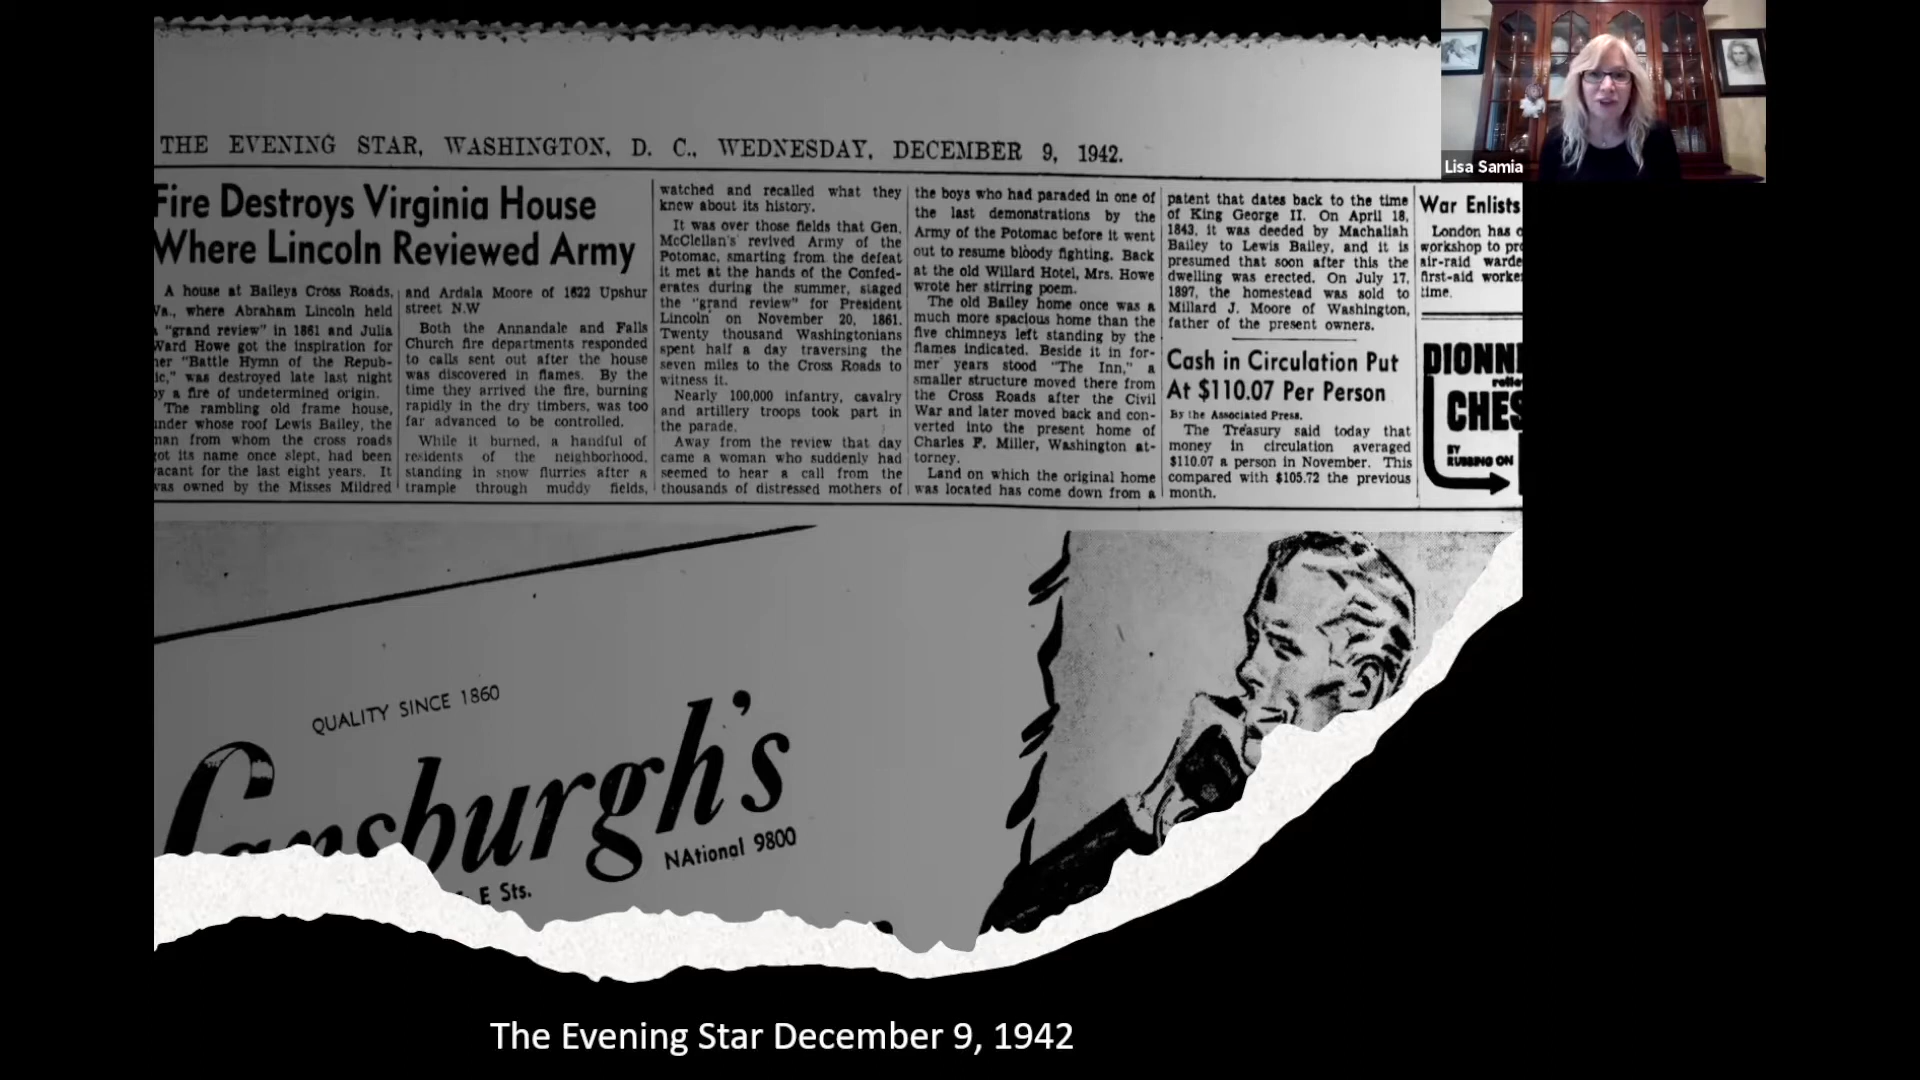 Lisa Samia
THE EVENING STAR, WASHINGTON, D. C., WEDNESDAY, DECEMBER 9, 1942.
Fire Destroys Virginia House
Where Lincoln Reviewed Army
A house at Baileys Cross Roads,
Va., where Abraham Lincoln held
a "grand review" in 1861 and Julia
Ward Howe got the inspiration for
her "Battle Hymn of the Repub-
lic," was destroyed late last night
by a fire of undetermined origin.
The rambling old frame house,
under whose roof Lewis Bailey, the
man from whom the cross roads
got its name once slept, had been
vacant for the last eight years. It
was owned by the Misses Mildred
and Ardala Moore of 1622 Upshur
street N.W
Both the Annandale and Falls
Church fire departments responded
to calls sent out after the house
was discovered in flames. By the
time they arrived the fire, burning
rapidly in the dry timbers, was too
far advanced to be controlled.
While it burned, a handful of
residents of the neighborhood,
standing in snow flurries after a
trample through muddy fields,
watched and recalled what they
knew about its history.
It was over those fields that Gen.
McClellan's revived Army of the
Potomac, smarting from the defeat
it met at the hands of the Confed-
erates during the summer, staged
the "grand review" for President
Lincoln on November 20, 1861.
Twenty thousand Washingtonians
spent half a day traversing the
seven miles to the Cross Roads to
witness it.
Nearly 100,000 infantry, cavalry
and artillery troops took part in
the parade.
Away from the review that day
came a woman who suddenly had
seemed to hear a call from the
thousands of distressed mothers of
the boys who had paraded in one of
the last demonstrations by the
Army of the Potomac before it went
out to resume bloody fighting. Back
at the old Willard Hotel, Mrs. Howe
wrote her stirring poem.
The old Bailey home once was a
much more spacious home than the
five chimneys left standing by the
flames indicated. Beside it in for-
mer years stood "The Inn," a
smaller structure moved there from
the Cross Roads after the Civil
War and later moved back and con-
verted into the present home of
Charles F. Miller, Washington at-
torney.
Land on which the original home
was located has come down from a
patent that dates back to the time
of King George II. On April 18,
1843, it was deeded by Machaliah
Bailey to Lewis Bailey, and it is
presumed that soon after this the
dwelling was erected. On July 17,
1897, the homestead was sold to
Millard J. Moore of Washington,
father of the present owners.
Cash in Circulation Put
At $110.07 Per Person
By the Associated Press.
The Treasury said today that
money in circulation averaged
$110.07 a person in November. This
compared with $105.72 the previous
month.
War Enlists
London has
workshop to
air-raid
first-aid
time.
DIONN
CHES
BY
RUBBING ON
QUALITY SINCE 1860
Lansburgh's
NAtional 9800
E Sts.
The Evening Star December 9, 1942